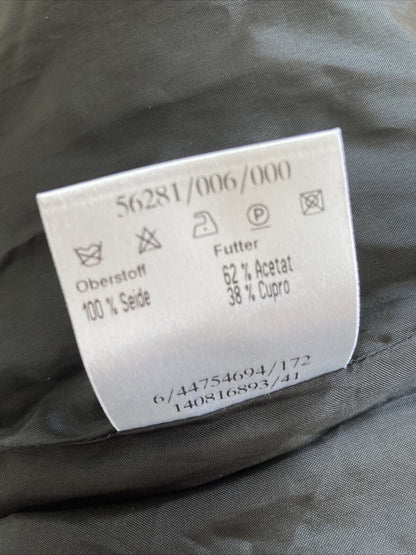 56281/006/000
P
Oberstoff Futter
100 % Seide 62 % Acetat
38 % Cupro
6/44754694/172
140816893/41